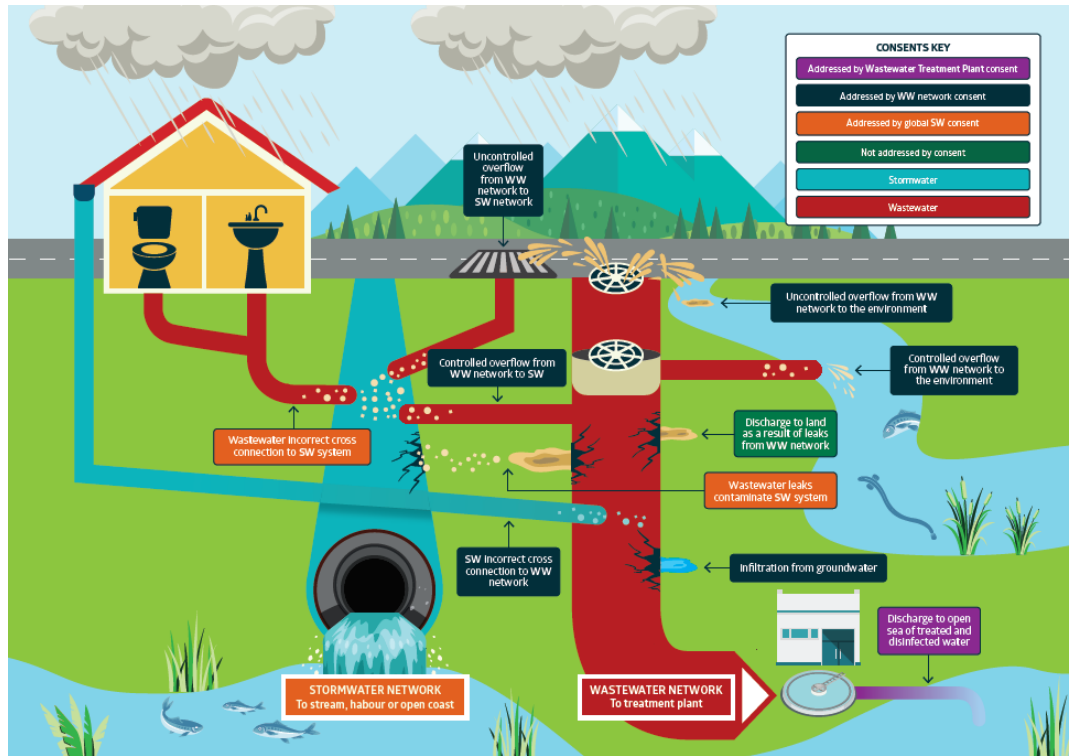 CONSENTS KEY
Addressed by Wastewater Treatment Plant consent
Addressed by WW network consent
Addressed by global SW consent
Not addressed by consent
Stormwater
Wastewater
Uncontrolled overflow
from WW
network to
SW network
Uncontrolled overflow from WW
network to the environment
Controlled overflow from
WW network to SW
Controlled overflow
from WW network to
the environment
Wastewater incorrect cross
connection to SW system
Discharge to land
as a result of leaks
from WW network
Wastewater leaks
contaminate SW system
SW incorrect cross
connection to WW
network
Infiltration from groundwater
Discharge to open
sea of treated and
disinfected water
STORMWATER NETWORK
To stream, habour or open coast
WASTEWATER NETWORK
To treatment plant